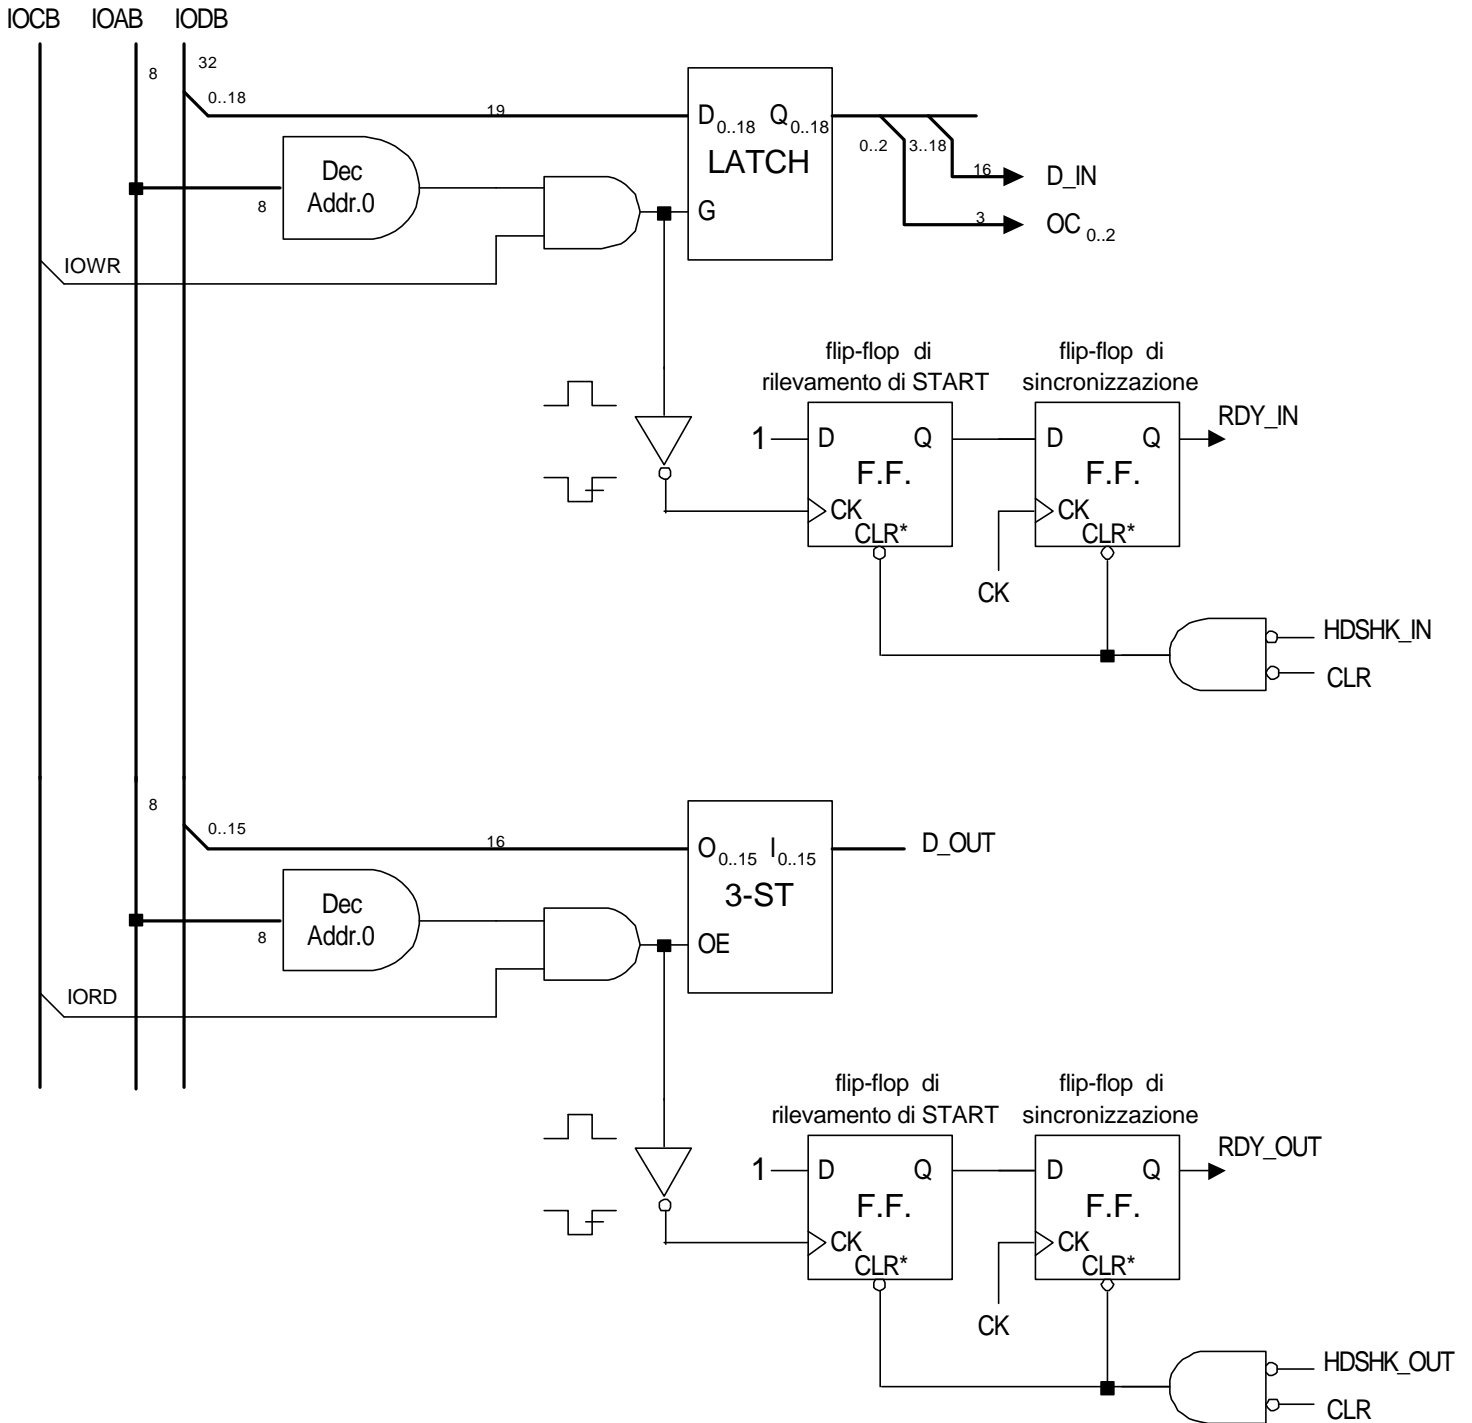 IOCB IOAB IODB
8 32
0..18
19
D0..18 Q0..18
LATCH
G
0..2 3..18
16 D_IN
3 OC 0..2
Dec
Addr.0
8
IOWR
flip-flop di
rilevamento di START
flip-flop di
sincronizzazione
1 D Q
F.F.
CK
CLR*
D Q
F.F.
CK
CLR*
RDY_IN
CK
HDSHK_IN
CLR
8
0..15
16
O0..15 I0..15
3-ST
OE
D_OUT
Dec
Addr.0
8
IORD
flip-flop di
rilevamento di START
flip-flop di
sincronizzazione
1 D Q
F.F.
CK
CLR*
D Q
F.F.
CK
CLR*
RDY_OUT
CK
HDSHK_OUT
CLR